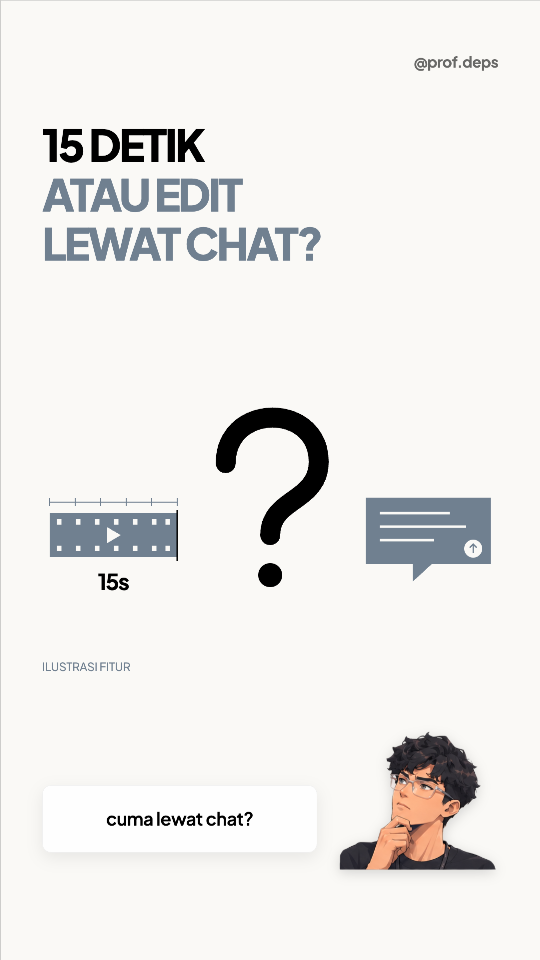 @prof.deps
15 DETIK
ATAU EDIT
LEWAT CHAT?
15s
ILUSTRASI FITUR
cuma lewat chat?